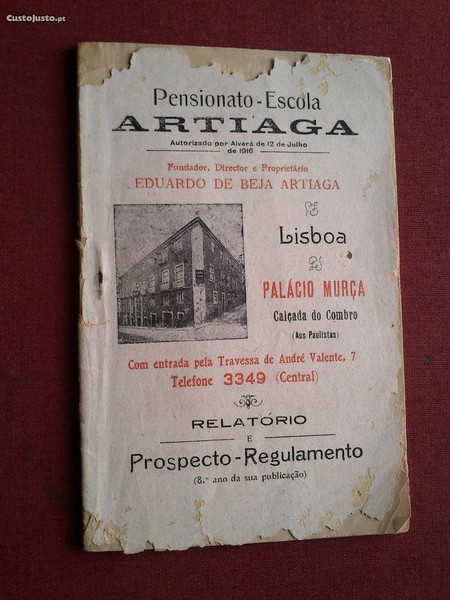 CustoJusto.pt
Pensionato-Escola
ARTIAGA
Autorizado por Alvará de 12 de Julho
de 1916
Fundador, Director e Proprietário
EDUARDO DE BEJA ARTIAGA
Lisboa
PALÁCIO MURÇA
Calçada do Combro
(Aos Paulistas)
Com entrada pela Travessa de André Valente, 7
Telefone 3349 (Central)
RELATÓRIO
E
Prospecto-Regulamento
(8.º ano da sua publicação)